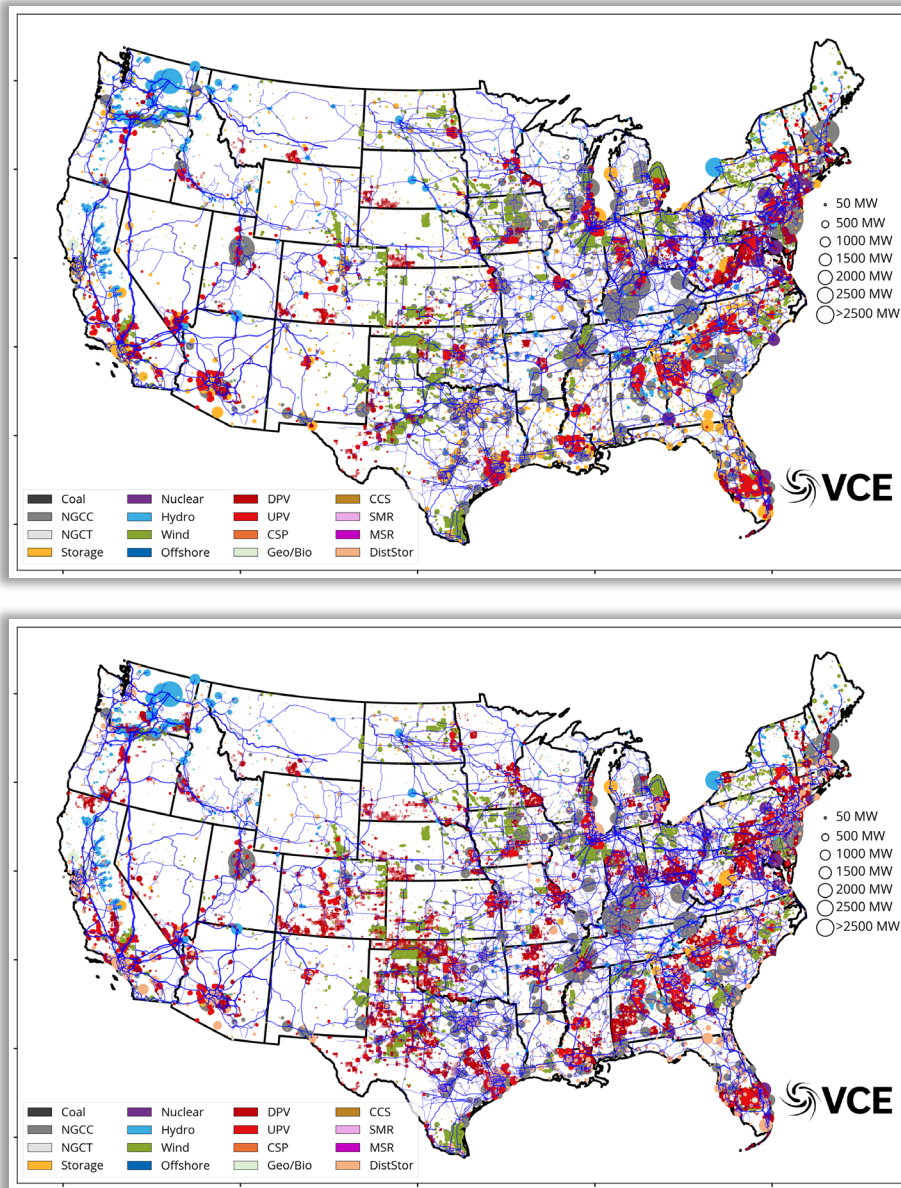 50 MW
500 MW
1000 MW
1500 MW
2000 MW
2500 MW
>2500 MW
VCE
Coal Nuclear DPV CCS
NGCC Hydro UPV SMR
NGCT Wind CSP MSR
Storage Offshore Geo/Bio DistStor
50 MW
500 MW
1000 MW
1500 MW
2000 MW
2500 MW
>2500 MW
VCE
Coal Nuclear DPV CCS
NGCC Hydro UPV SMR
NGCT Wind CSP MSR
Storage Offshore Geo/Bio DistStor